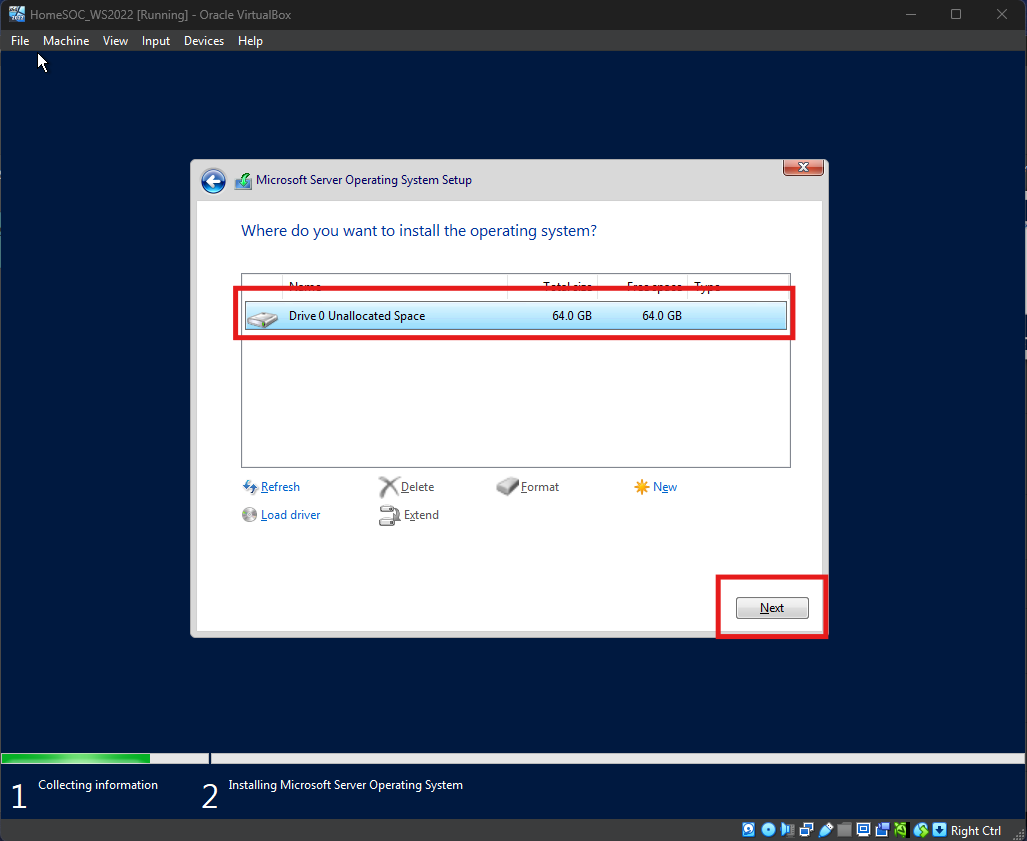 HomeSOC_WS2022 [Running] - Oracle VirtualBox
File Machine View Input Devices Help
Microsoft Server Operating System Setup
Where do you want to install the operating system?
Name Total size Free space Type
Drive 0 Unallocated Space 64.0 GB 64.0 GB
Refresh Delete Format New
Load driver Extend
Next
1 Collecting information 2 Installing Microsoft Server Operating System
Right Ctrl